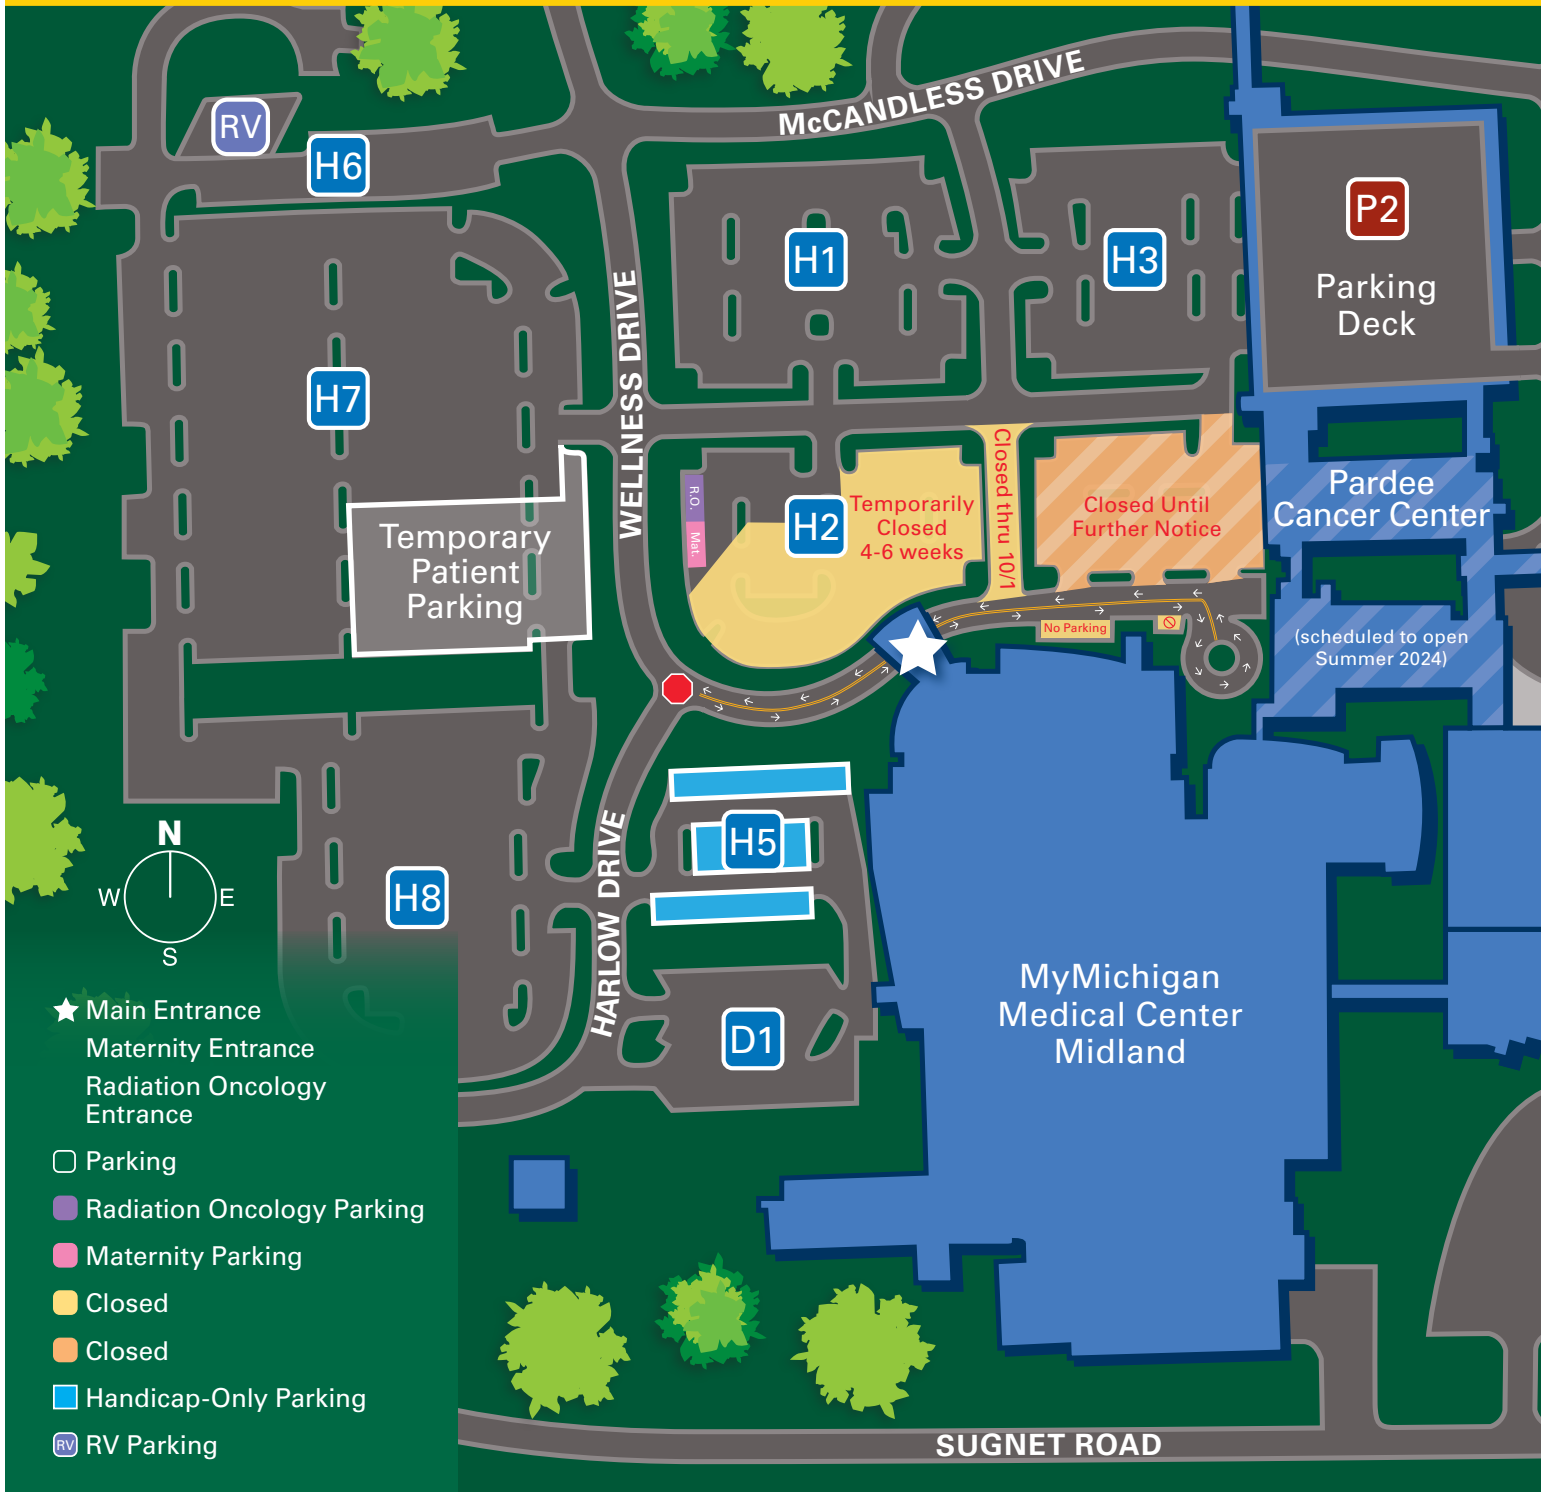 McCANDLESS DRIVE
RV
H6
P2
H1
H3
Parking
Deck
WELLNESS DRIVE
H7
Closed thru 10/1
R.O.
Mat.
H2
Temporarily
Closed
4-6 weeks
Closed Until
Further Notice
Pardee
Cancer Center
Temporary
Patient
Parking
No Parking
(scheduled to open
Summer 2024)
HARLOW DRIVE
H5
N
W
E
S
H8
D1
MyMichigan
Medical Center
Midland
Main Entrance
Maternity Entrance
Radiation Oncology
Entrance
Parking
Radiation Oncology Parking
Maternity Parking
Closed
Closed
Handicap-Only Parking
RV RV Parking
SUGNET ROAD